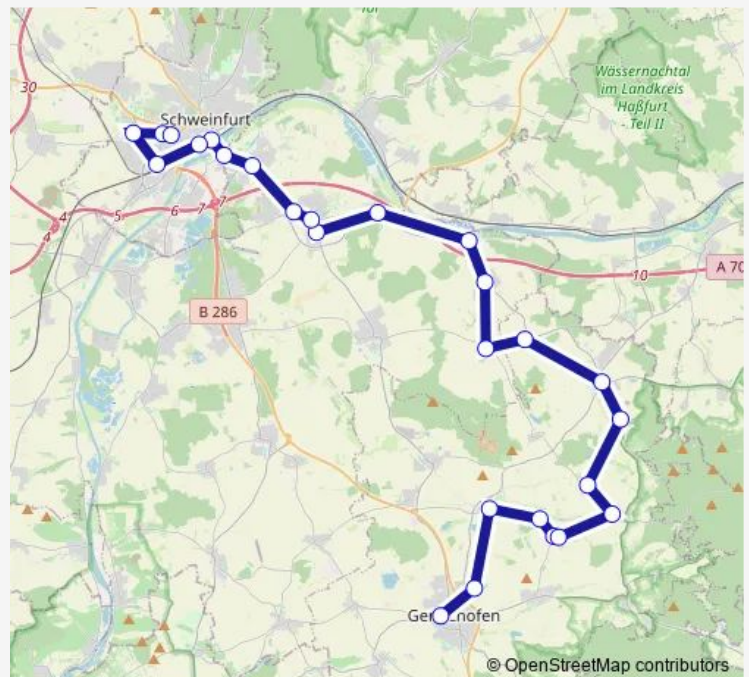 30
Schweinfurt
Wässernachtal
im Landkreis
Haßfurt
- Teil II
4
4
5
6
7
7
10
A 70
B 286
© OpenStreetMap contributors